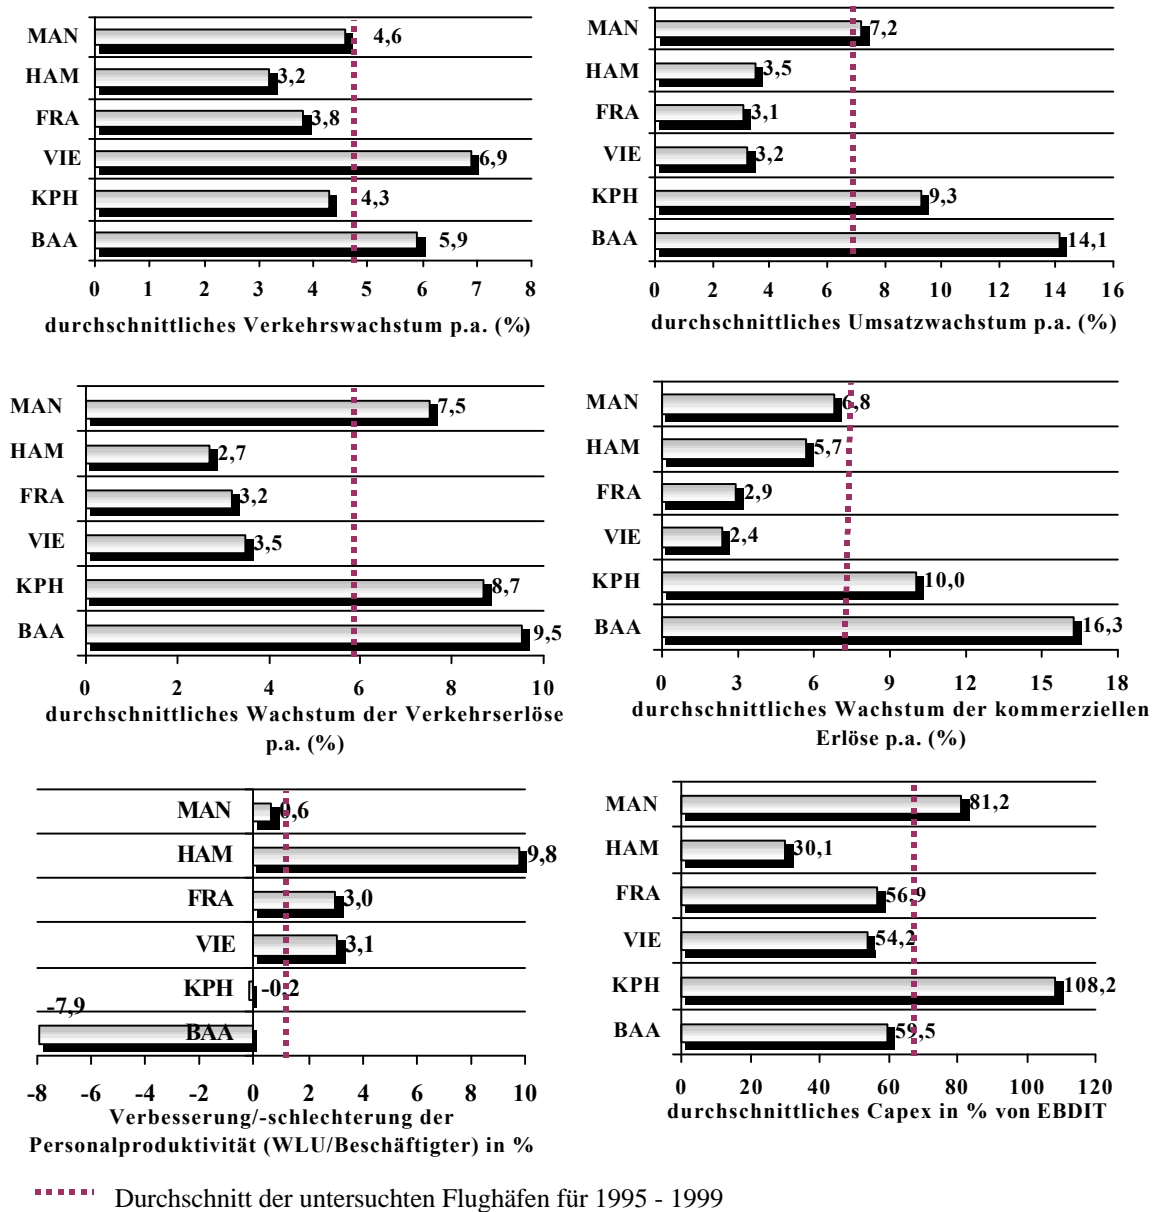 MAN 4,6
HAM 3,2
FRA 3,8
VIE 6,9
KPH 4,3
BAA 5,9
0 1 2 3 4 5 6 7 8
durchschnittliches Verkehrswachstum p.a. (%)
MAN 7,2
HAM 3,5
FRA 3,1
VIE 3,2
KPH 9,3
BAA 14,1
0 2 4 6 8 10 12 14 16
durchschnittliches Umsatzwachstum p.a. (%)
MAN 7,5
HAM 2,7
FRA 3,2
VIE 3,5
KPH 8,7
BAA 9,5
0 2 4 6 8 10
durchschnittliches Wachstum der Verkehrserlöse
p.a. (%)
MAN 6,8
HAM 5,7
FRA 2,9
VIE 2,4
KPH 10,0
BAA 16,3
0 3 6 9 12 15 18
durchschnittliches Wachstum der kommerziellen
Erlöse p.a. (%)
MAN 0,6
HAM 9,8
FRA 3,0
VIE 3,1
KPH -0,2
-7,9
BAA
-8 -6 -4 -2 0 2 4 6 8 10
Verbesserung/-schlechterung der
Personalproduktivität (WLU/Beschäftigter) in %
MAN 81,2
HAM 30,1
FRA 56,9
VIE 54,2
KPH 108,2
BAA 59,5
0 20 40 60 80 100 120
durchschnittliches Capex in % von EBDIT
Durchschnitt der untersuchten Flughäfen für 1995 - 1999